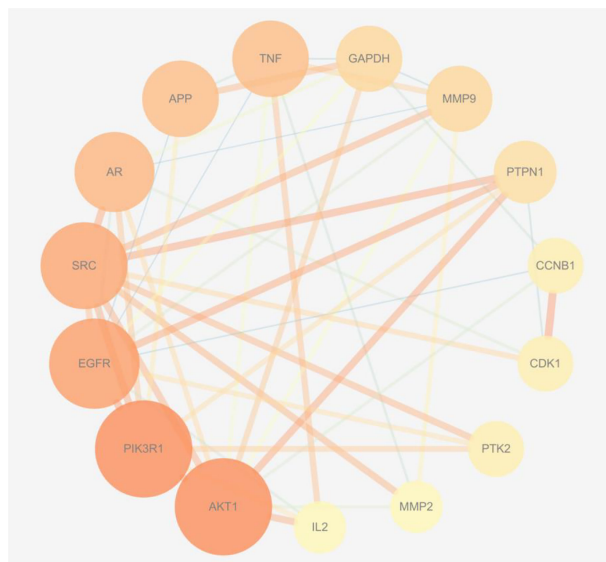 TNF
GAPDH
APP
MMP9
AR
PTPN1
SRC
CCNB1
EGFR
CDK1
PIK3R1
PTK2
AKT1
MMP2
IL2